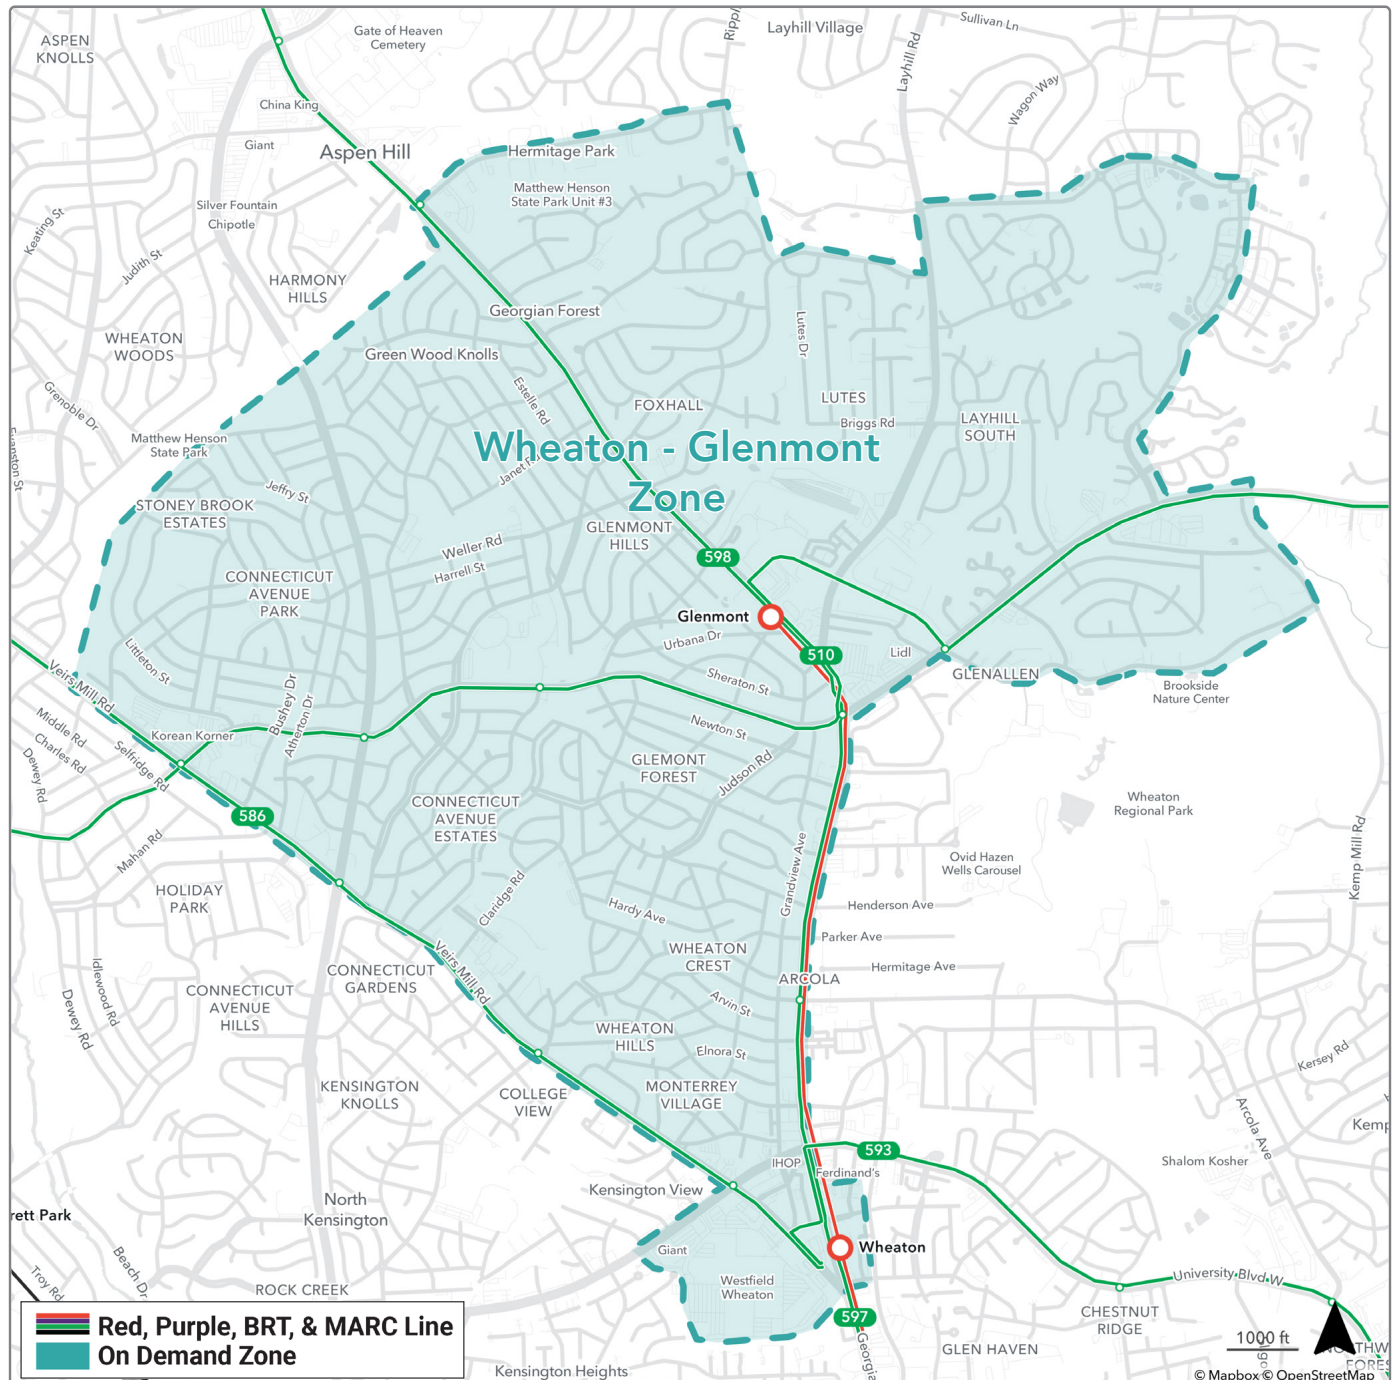 Layhill Village
Sullivan Ln
ASPEN
KNOLLS
Gate of Heaven
Cemetery
Rippl
Layhill Rd
Wagon Way
China King
Giant
Aspen Hill
Hermitage Park
Matthew Henson
State Park Unit #3
Silver Fountain
Chipotle
Keating St
Judith St
HARMONY
HILLS
Georgian Forest
WHEATON
WOODS
Green Wood Knolls
Lutes Dr
Estelle Rd
Grenoble Dr
FOXHALL
LUTES
Briggs Rd
LAYHILL
SOUTH
Matthew Henson
State Park
Wheaton - Glenmont
Zone
Janet R
Jeffry St
STONEY BROOK
ESTATES
GLENMONT
HILLS
Weller Rd
Harrell St
598
CONNECTICUT
AVENUE
PARK
Glenmont
Urbana Dr
510
Lidl
GLENALLEN
Littleton St
Sheraton St
Brookside
Nature Center
Veirs Mill Rd
Bushey Dr
Atherton Dr
Middle Rd
Charles Rd
Dewey Rd
Selfridge Rd
Korean Korner
Newton St
GLEMONT
FOREST
Judson Rd
Wheaton
Regional Park
586
CONNECTICUT
AVENUE
ESTATES
Mahan Rd
Grandview Ave
Ovid Hazen
Wells Carousel
Kemp Mill Rd
HOLIDAY
PARK
Claridge Rd
Hardy Ave
Henderson Ave
Parker Ave
WHEATON
CREST
Hermitage Ave
ARCOLA
Veirs Mill Rd
CONNECTICUT
GARDENS
Idlewood Rd
Dewey Rd
CONNECTICUT
AVENUE
HILLS
Arvin St
WHEATON
HILLS
Elnora St
Kersey Rd
KENSINGTON
KNOLLS
COLLEGE
VIEW
MONTERREY
VILLAGE
Arcola Ave
Kemp
593
IHOP
Ferdinand's
Shalom Kosher
Kensington View
North
Kensington
rett Park
Giant
Wheaton
Beach Dr
Troy Rd
ROCK CREEK
Westfield
Wheaton
University Blvd W
597
Georgia
CHESTNUT
RIDGE
GLEN HAVEN
Kensington Heights
Red, Purple, BRT, & MARC Line
On Demand Zone
1000 ft
NORTHW
FORES
© Mapbox © OpenStreetMap